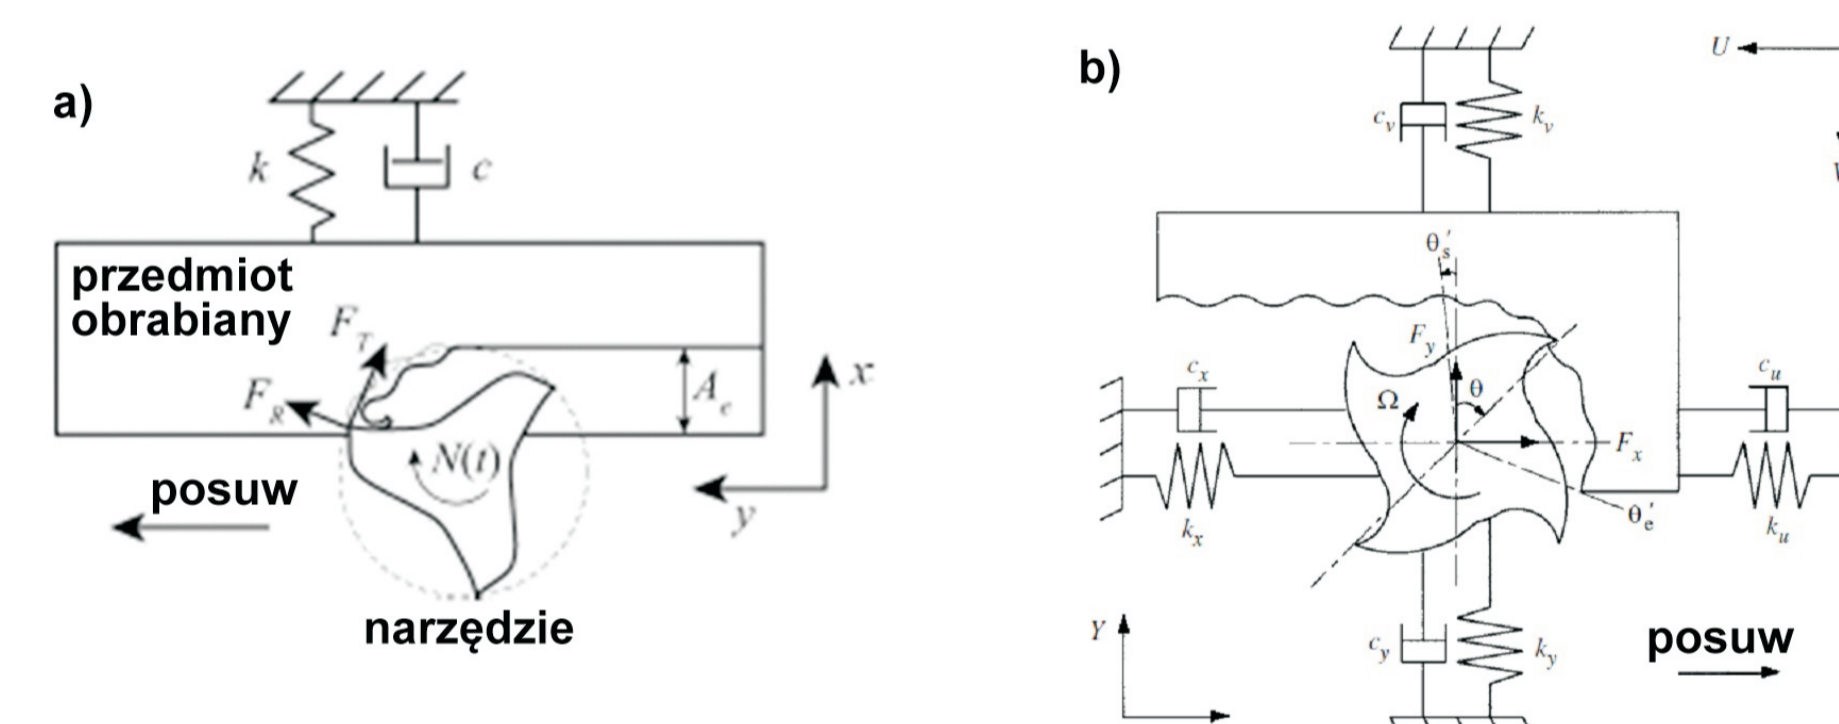 a)
k
c
przedmiot
obrabiany
F_T
F_R
N(t)
A_e
x
y
posuw
narzędzie
b)
U
c_v
k_v
θ'_s
F_y
θ
Ω
c_x
k_x
F_x
θ'_e
c_u
k_u
Y
c_y
k_y
posuw